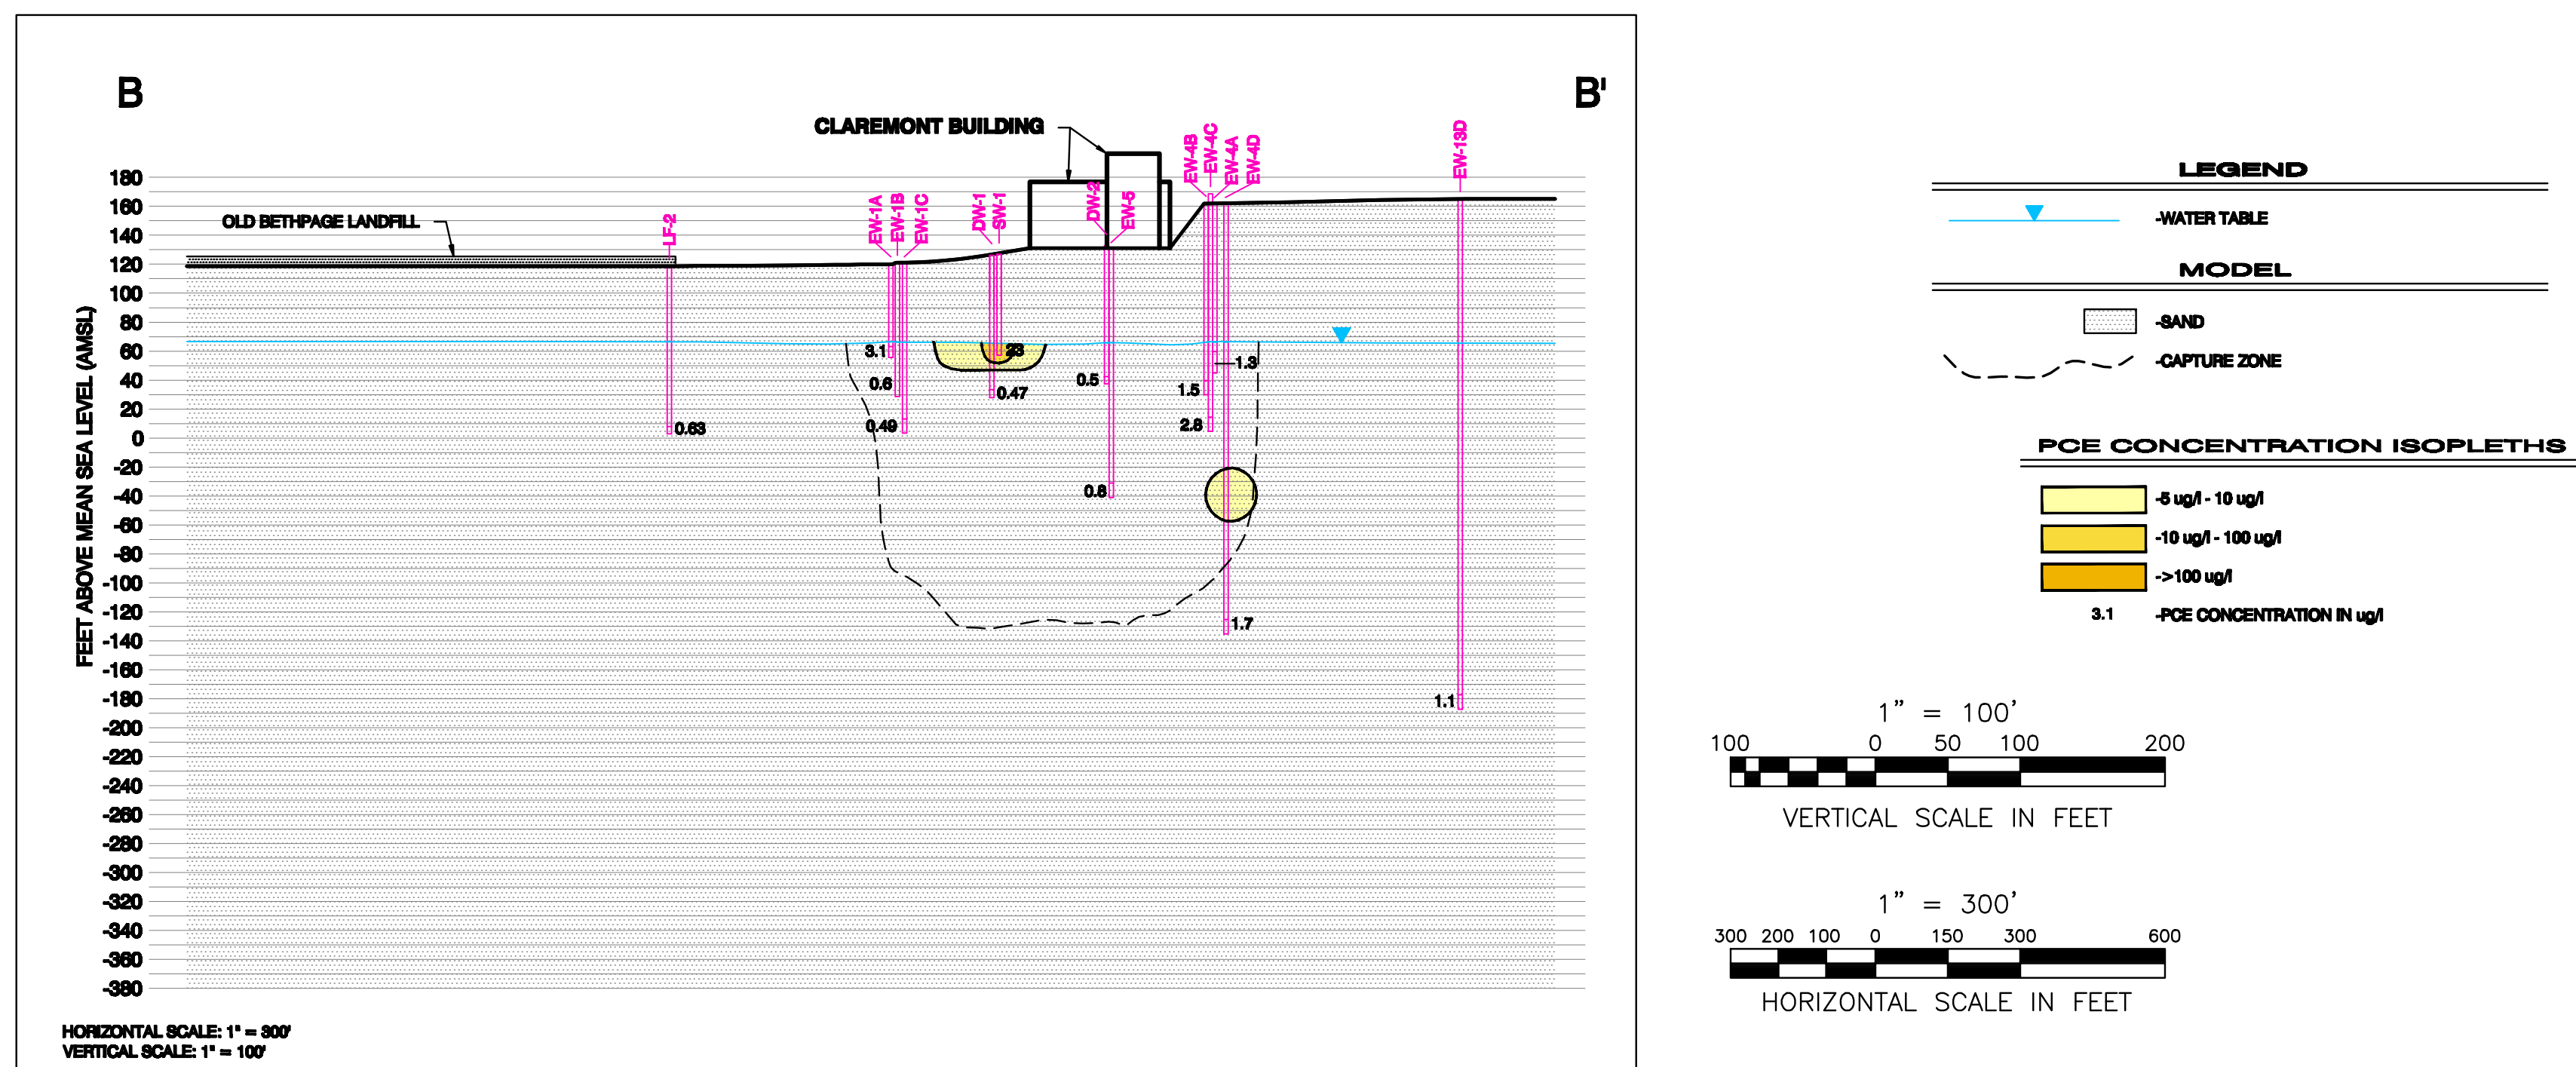 B
B'
CLAREMONT BUILDING
OLD BETHPAGE LANDFILL
LF-2
EW-1A
EW-1B
EW-1C
DW-1
SW-1
DW-2
EW-5
EW-4B
EW-4C
EW-4A
EW-4D
EW-13D
FEET ABOVE MEAN SEA LEVEL (AMSL)
180
160
140
120
100
80
60
40
20
0
-20
-40
-60
-80
-100
-120
-140
-160
-180
-200
-220
-240
-260
-280
-300
-320
-340
-360
-380
3.1
23
0.6
0.47
0.49
0.63
0.5
1.3
1.5
2.8
0.8
1.7
1.1
HORIZONTAL SCALE: 1" = 300'
VERTICAL SCALE: 1" = 100'
LEGEND
-WATER TABLE
MODEL
-SAND
-CAPTURE ZONE
PCE CONCENTRATION ISOPLETHS
-5 ug/l - 10 ug/l
-10 ug/l - 100 ug/l
->100 ug/l
3.1 -PCE CONCENTRATION IN ug/l
1" = 100'
100 0 50 100 200
VERTICAL SCALE IN FEET
1" = 300'
300 200 100 0 150 300 600
HORIZONTAL SCALE IN FEET